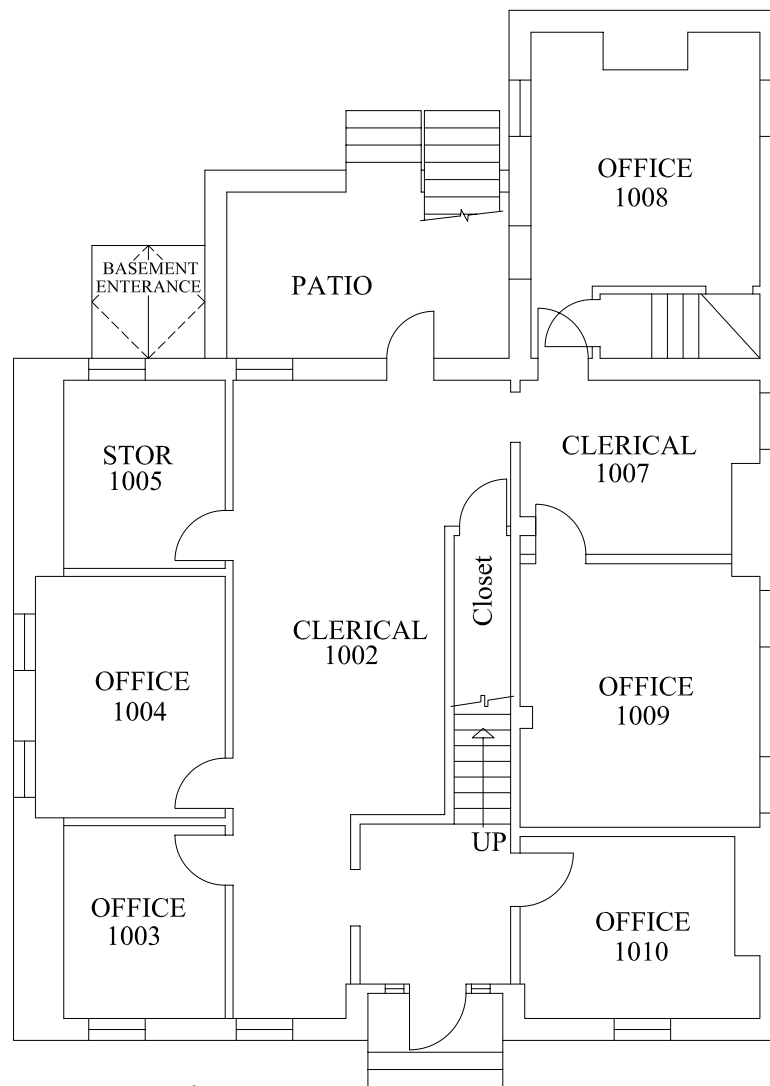 OFFICE
1008
BASEMENT
ENTERANCE
PATIO
STOR
1005
CLERICAL
1007
Closet
CLERICAL
1002
OFFICE
1004
OFFICE
1009
UP
OFFICE
1003
OFFICE
1010